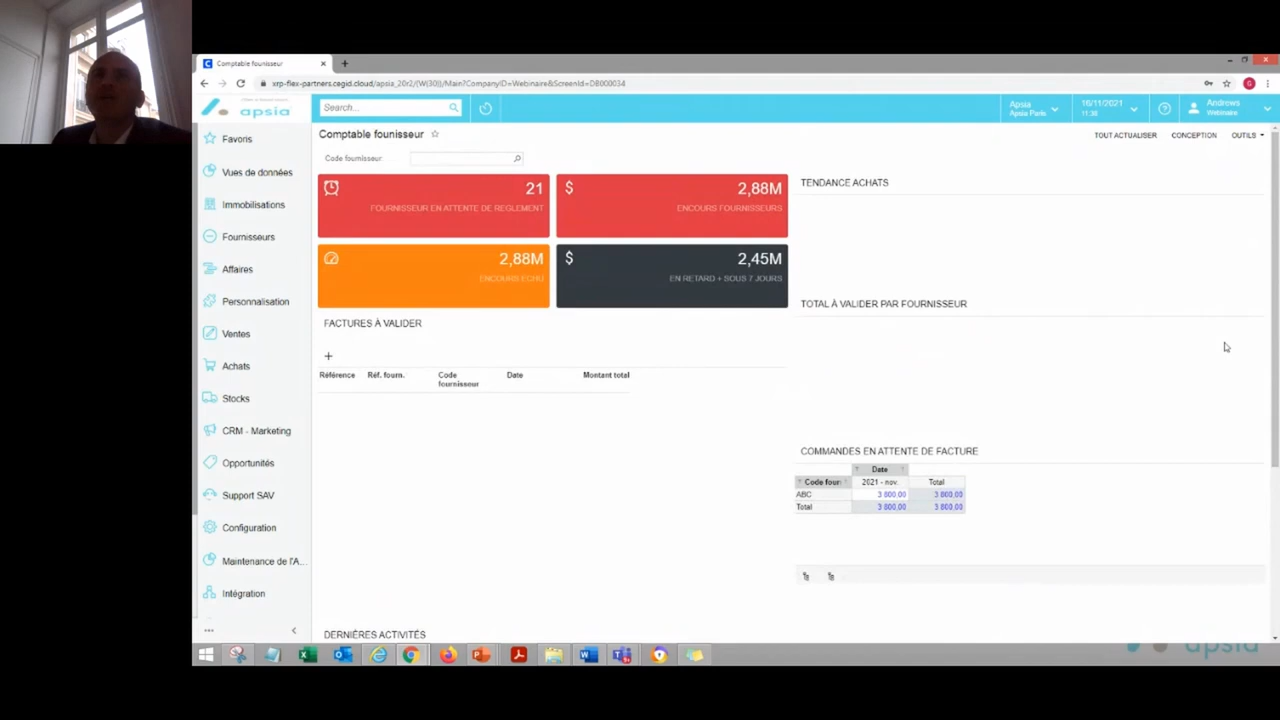 Comptable founisseur
xrp-flex-partners.cegid.cloud/apsia_20r2/(W(30))/Main?CompanyID=Webinaire&ScreenId=DB000034
apsia
Search...
Apsia
Apsia Paris
16/11/2021
11:38
Andrews
Webinaire
Favoris
Vues de données
Immobilisations
Fournisseurs
Affaires
Personnalisation
Ventes
Achats
Stocks
CRM - Marketing
Opportunités
Support SAV
Configuration
Maintenance de l'A...
Intégration
Comptable founisseur
TOUT ACTUALISER
CONCEPTION
OUTILS
Code fournisseur:
21
FOURNISSEUR EN ATTENTE DE REGLEMENT
$
2,88M
ENCOURS FOURNISSEURS
2,88M
ENCOURS ECHU
$
2,45M
EN RETARD + SOUS 7 JOURS
FACTURES À VALIDER
+
Référence
Réf. fourn.
Code fournisseur
Date
Montant total
DERNIÈRES ACTIVITÉS
TENDANCE ACHATS
TOTAL À VALIDER PAR FOURNISSEUR
COMMANDES EN ATTENTE DE FACTURE
Date
Code four
2021 - nov.
Total
ABC
3 800,00
3 800,00
Total
3 800,00
3 800,00
apsia